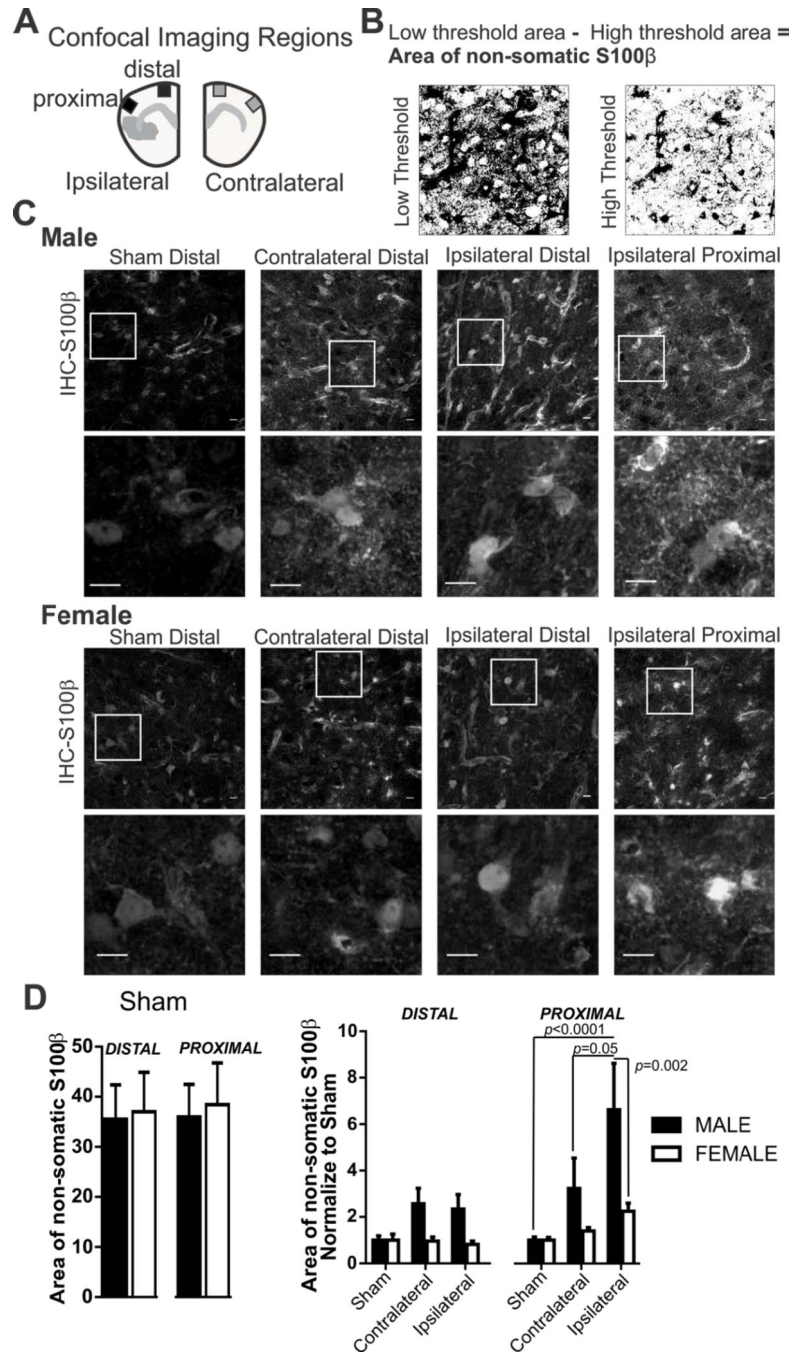 A
Confocal Imaging Regions
distal
proximal
Ipsilateral
Contralateral
B
Low threshold area - High threshold area =
Area of non-somatic S100β
Low Threshold
High Threshold
C
Male
Sham Distal
Contralateral Distal
Ipsilateral Distal
Ipsilateral Proximal
IHC-S100β
Female
Sham Distal
Contralateral Distal
Ipsilateral Distal
Ipsilateral Proximal
IHC-S100β
D
Sham
DISTAL
PROXIMAL
Area of non-somatic S100β
50
40
30
20
10
0
DISTAL
PROXIMAL
Area of non-somatic S100β
Normalize to Sham
10
8
6
4
2
0
p<0.0001
p=0.05
p=0.002
Sham
Contralateral
Ipsilateral
Sham
Contralateral
Ipsilateral
MALE
FEMALE